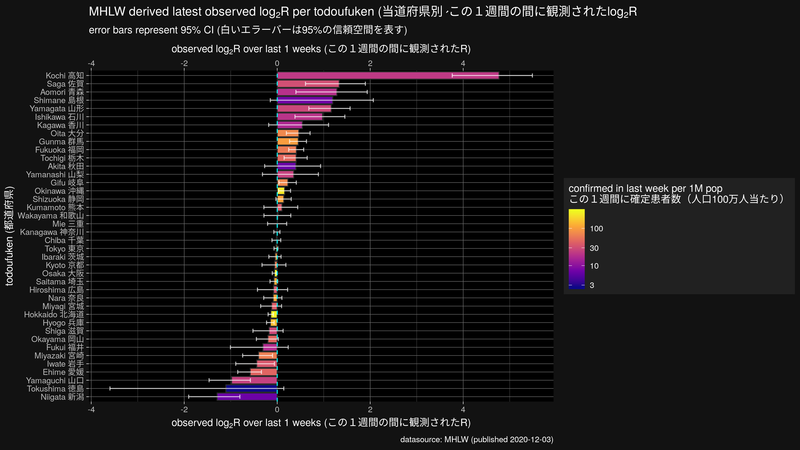 MHLW derived latest observed log₂R per todoufuken (当道府県別 この１週間の間に観測されたlog₂R
error bars represent 95% CI (白いエラーバーは95%の信頼空間を表す)
observed log₂R over last 1 weeks (この１週間の間に観測されたR)
-4 -2 0 2 4
todoufuken (都道府県)
Kochi 高知
Saga 佐賀
Aomori 青森
Shimane 島根
Yamagata 山形
Ishikawa 石川
Kagawa 香川
Oita 大分
Gunma 群馬
Fukuoka 福岡
Tochigi 栃木
Akita 秋田
Yamanashi 山梨
Gifu 岐阜
Okinawa 沖縄
Shizuoka 静岡
Kumamoto 熊本
Wakayama 和歌山
Mie 三重
Kanagawa 神奈川
Chiba 千葉
Tokyo 東京
Ibaraki 茨城
Kyoto 京都
Osaka 大阪
Saitama 埼玉
Hiroshima 広島
Nara 奈良
Miyagi 宮城
Hokkaido 北海道
Hyogo 兵庫
Shiga 滋賀
Okayama 岡山
Fukui 福井
Miyazaki 宮崎
Iwate 岩手
Ehime 愛媛
Yamaguchi 山口
Tokushima 徳島
Niigata 新潟
-4 -2 0 2 4
observed log₂R over last 1 weeks (この１週間の間に観測されたR)
confirmed in last week per 1M pop
この１週間に確定患者数（人口100万人当たり）
100
30
10
3
datasource: MHLW (published 2020-12-03)